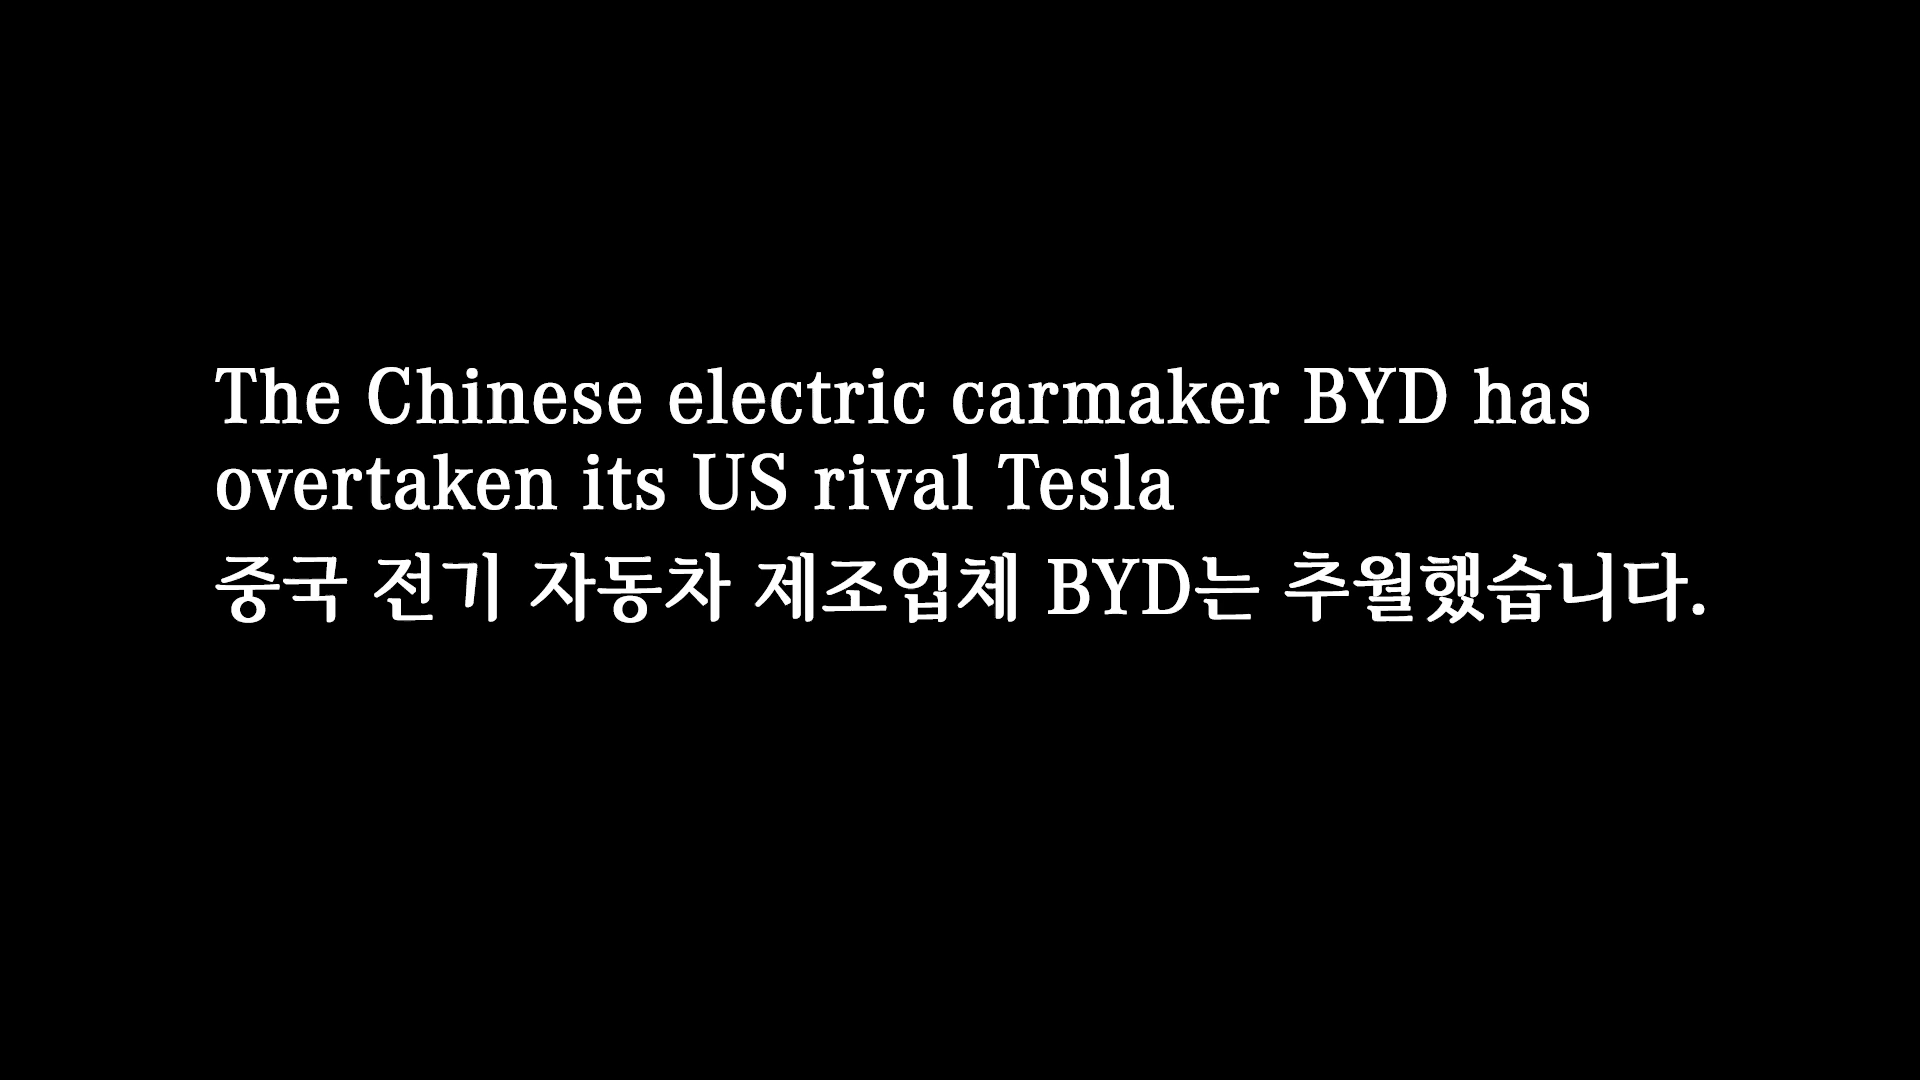 The Chinese electric carmaker BYD has
overtaken its US rival Tesla
중국 전기 자동차 제조업체 BYD는 추월했습니다.